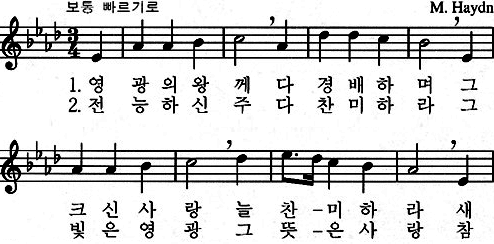 보통 빠르기로 M. Haydn
3/4
1. 영 광 의 왕 께 다 경 배 하 며 그
2. 전 능 하 신 주 다 찬 미 하 라 그
크 신 사 랑 늘 찬 - 미 하 라 새
빛 은 영 광 그 뜻 - 은 사 랑 참